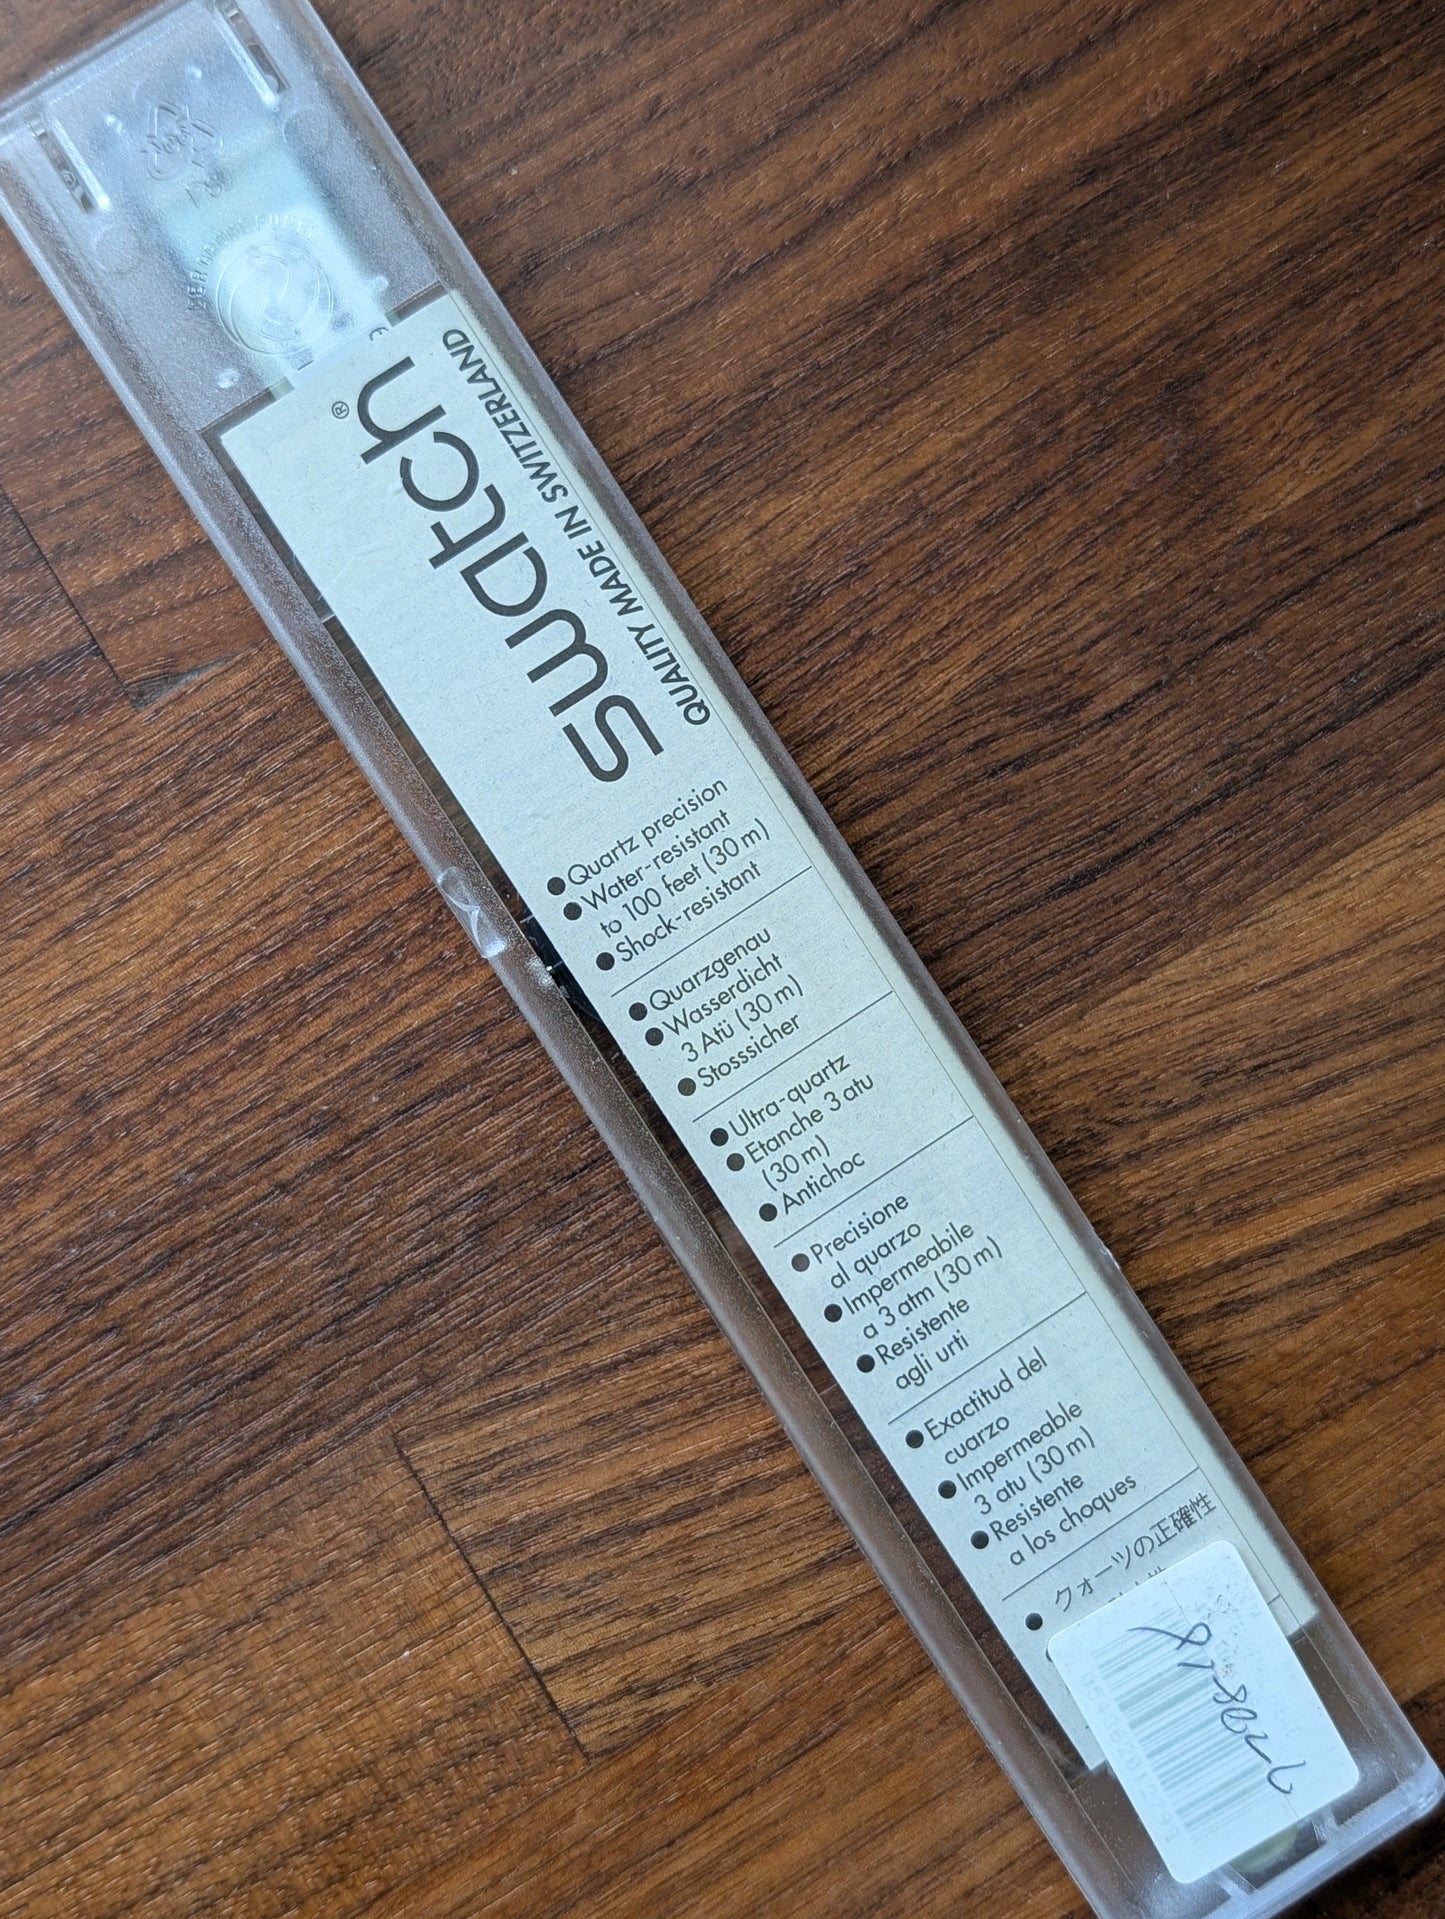 swatch®
QUALITY MADE IN SWITZERLAND
● Quartz precision
● Water-resistant
to 100 feet (30 m)
● Shock-resistant
● Quarzgenau
● Wasserdicht
3 Atü (30 m)
● Stosssicher
● Ultra-quartz
● Etanche 3 atu
(30 m)
● Antichoc
● Precisione
al quarzo
● Impermeabile
a 3 atm (30 m)
● Resistente
agli urti
● Exactitud del
cuarzo
● Impermeable
3 atu (30 m)
● Resistente
a los choques
● クォーツの正確性